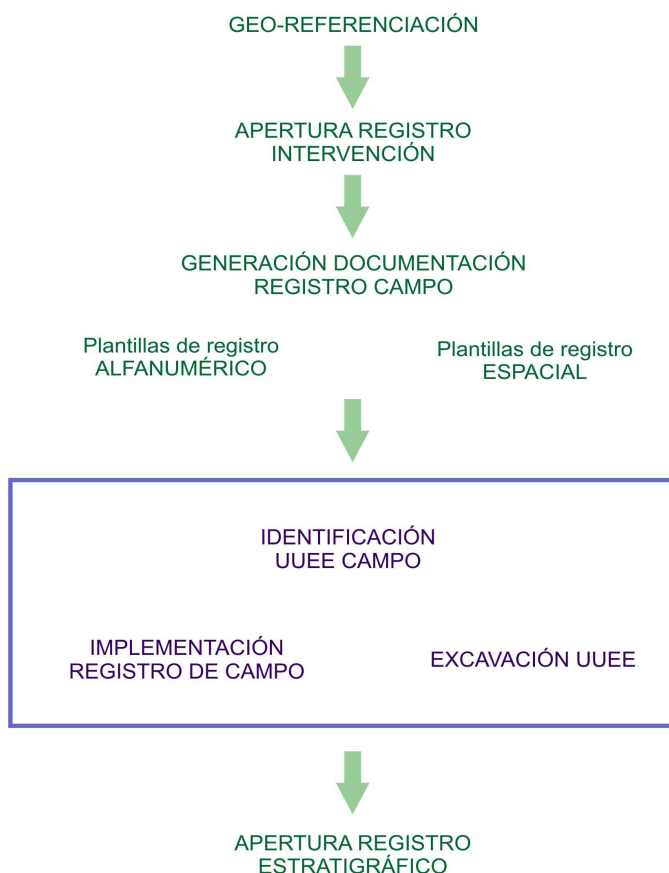 GEO-REFERENCIACIÓN
APERTURA REGISTRO
INTERVENCIÓN
GENERACIÓN DOCUMENTACIÓN
REGISTRO CAMPO
Plantillas de registro
ALFANUMÉRICO
Plantillas de registro
ESPACIAL
IDENTIFICACIÓN
UUEE CAMPO
IMPLEMENTACIÓN
REGISTRO DE CAMPO
EXCAVACIÓN UUEE
APERTURA REGISTRO
ESTRATIGRÁFICO